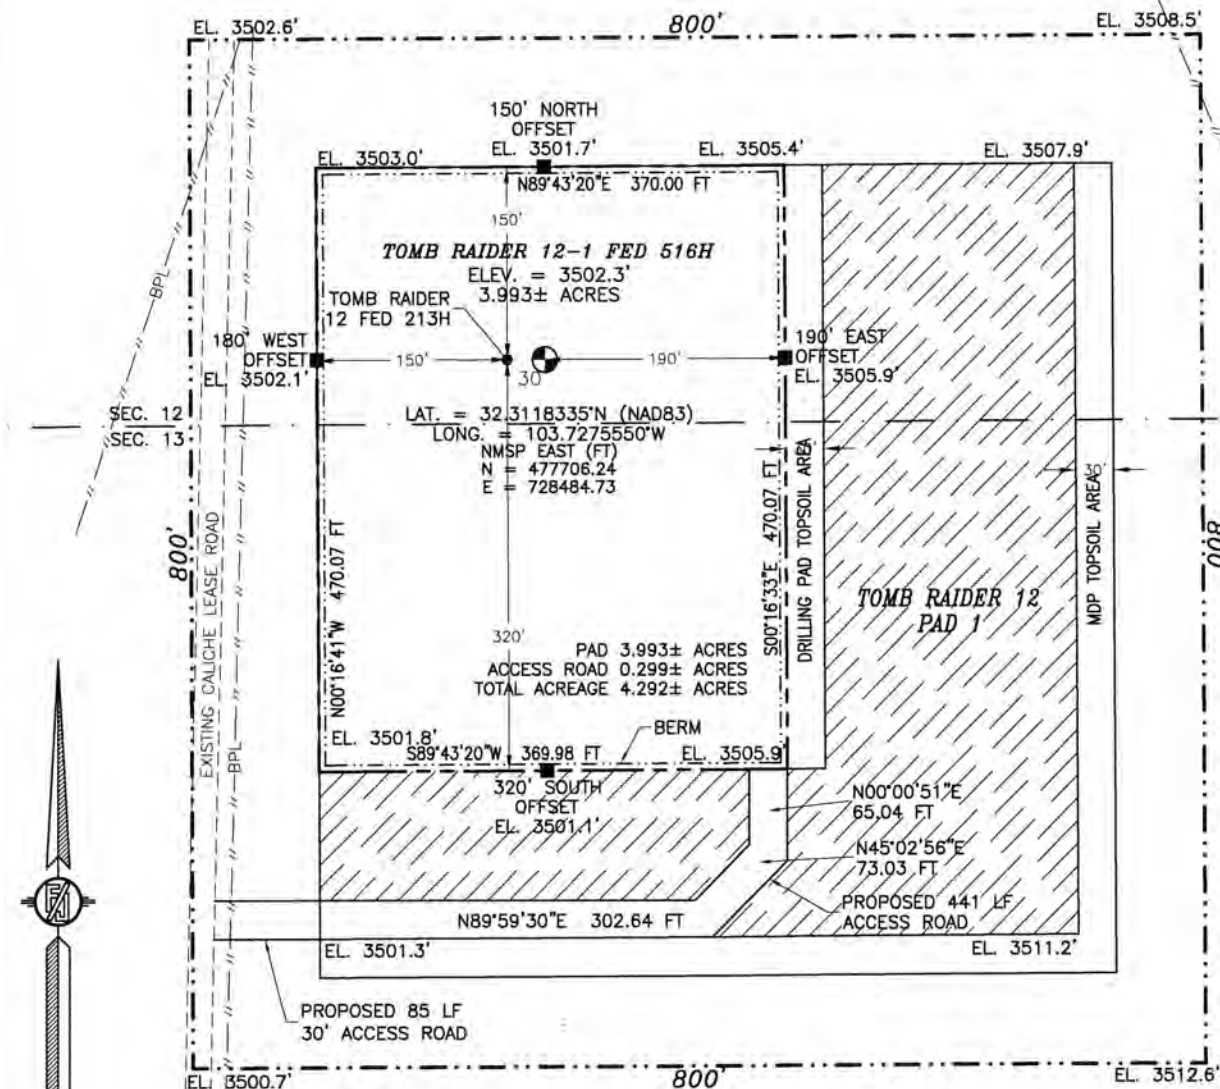 EL. 3502.6'
800'
EL. 3508.5'
150' NORTH
OFFSET
EL. 3501.7'
EL. 3503.0'
EL. 3505.4'
EL. 3507.9'
N89°43'20"E 370.00 FT
150'
TOMB RAIDER 12-1 FED 516H
ELEV. = 3502.3'
3.993± ACRES
TOMB RAIDER
12 FED 213H
BPL
180' WEST
OFFSET
EL. 3502.1'
150'
30'
190'
190' EAST
OFFSET
EL. 3505.9'
SEC. 12
SEC. 13
LAT. = 32.3118335°N (NAD83)
LONG. = 103.7275550°W
NMSP EAST (FT)
N = 477706.24
E = 728484.73
30'
800'
EXISTING CALICHE LEASE ROAD
BPL
N00°16'41"W 470.07 FT
320'
S00°16'33"E 470.07 FT
DRILLING PAD TOPSOIL AREA
TOMB RAIDER 12
PAD 1
MDP TOPSOIL AREA
800'
PAD 3.993± ACRES
ACCESS ROAD 0.299± ACRES
TOTAL ACREAGE 4.292± ACRES
EL. 3501.8'
BERM
S89°43'20"W 369.98 FT
EL. 3505.9'
320' SOUTH
OFFSET
EL. 3501.1'
N00°00'51"E
65.04 FT
N45°02'56"E
73.03 FT
PROPOSED 441 LF
ACCESS ROAD
N89°59'30"E 302.64 FT
EL. 3501.3'
EL. 3511.2'
PROPOSED 85 LF
30' ACCESS ROAD
EL. 3500.7'
800'
EL. 3512.6'